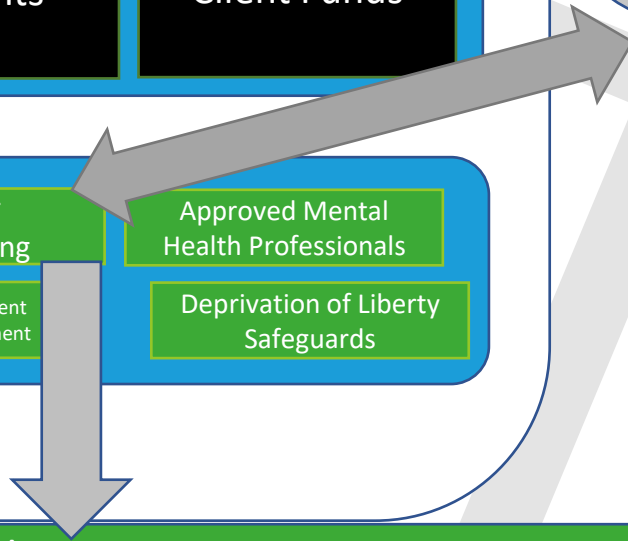 Client Funds
Approved Mental
Health Professionals
Deprivation of Liberty
Safeguards